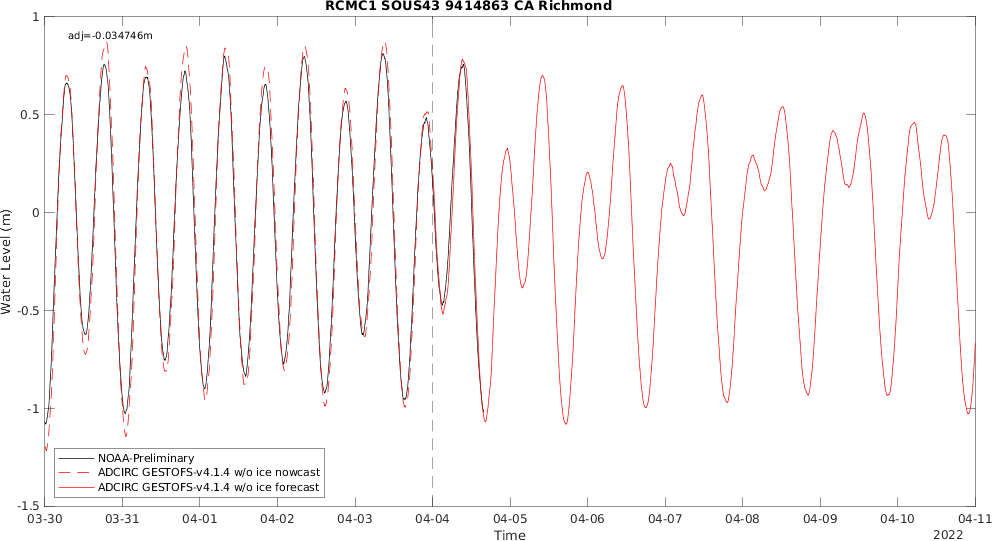 RCMC1 SOUS43 9414863 CA Richmond
adj=-0.034746m
1
0.5
0
-0.5
-1
-1.5
Water Level (m)
NOAA-Preliminary
ADCIRC GESTOFS-v4.1.4 w/o ice nowcast
ADCIRC GESTOFS-v4.1.4 w/o ice forecast
03-30 03-31 04-01 04-02 04-03 04-04 04-05 04-06 04-07 04-08 04-09 04-10 04-11
Time
2022